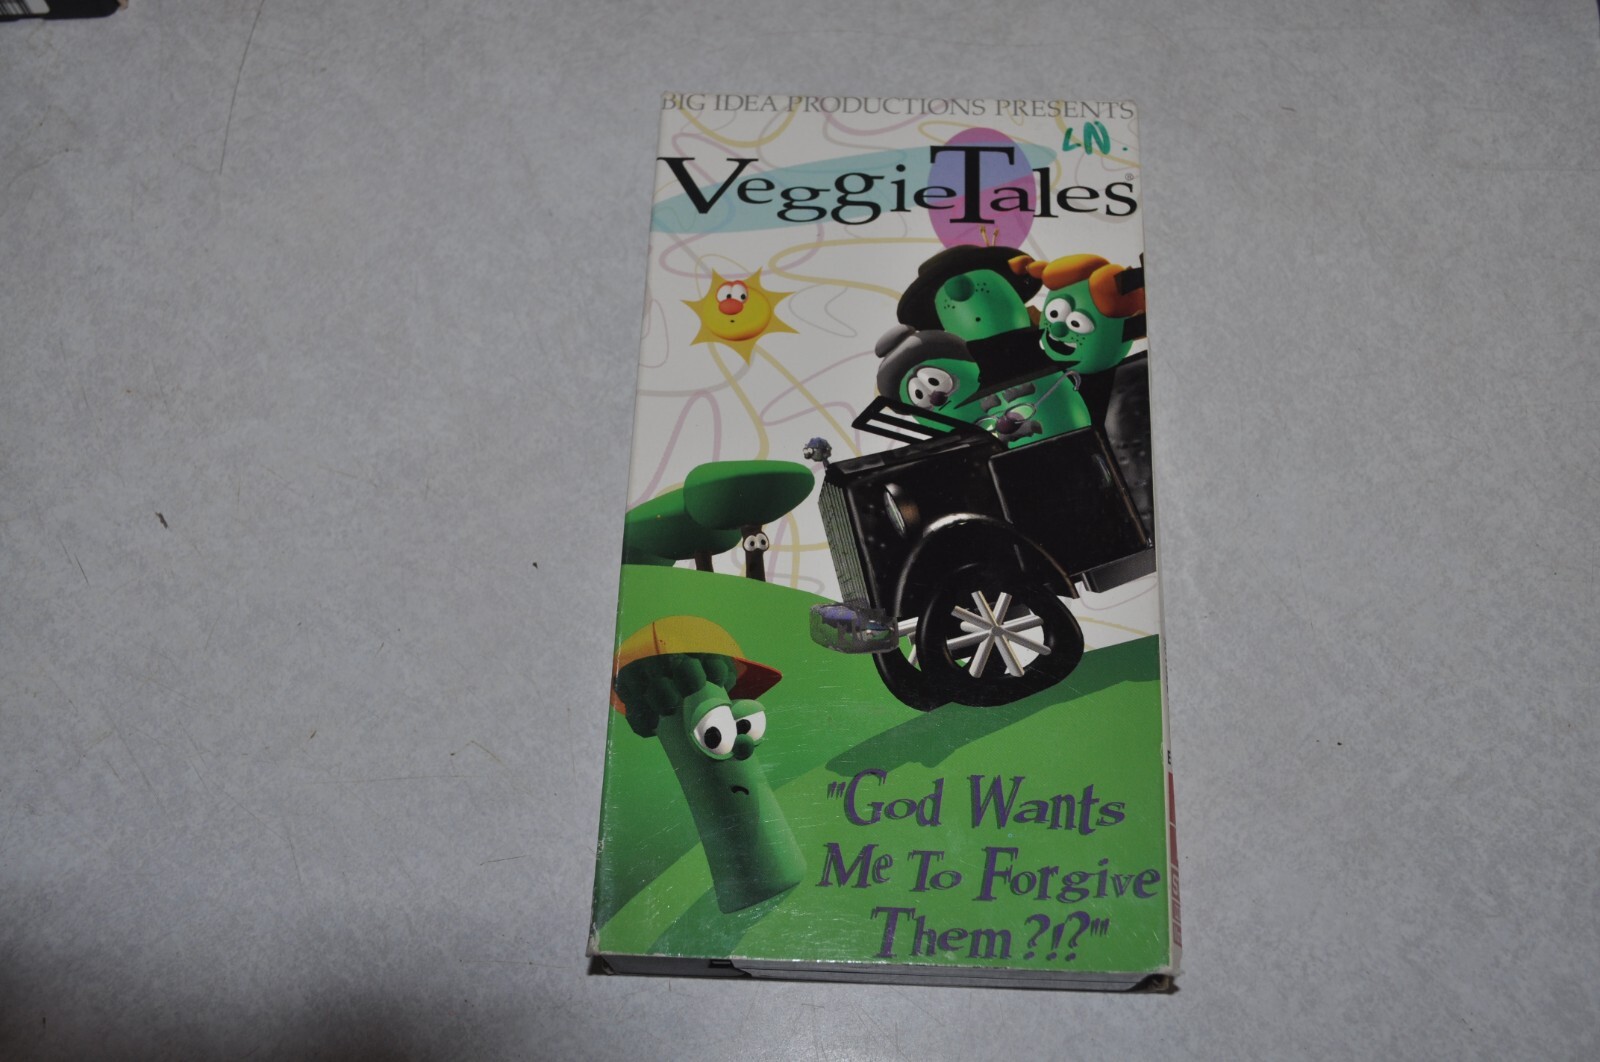 BIG IDEA PRODUCTIONS PRESENTS
LN.
VeggieTales®
"God Wants
Me To Forgive
Them?!?"